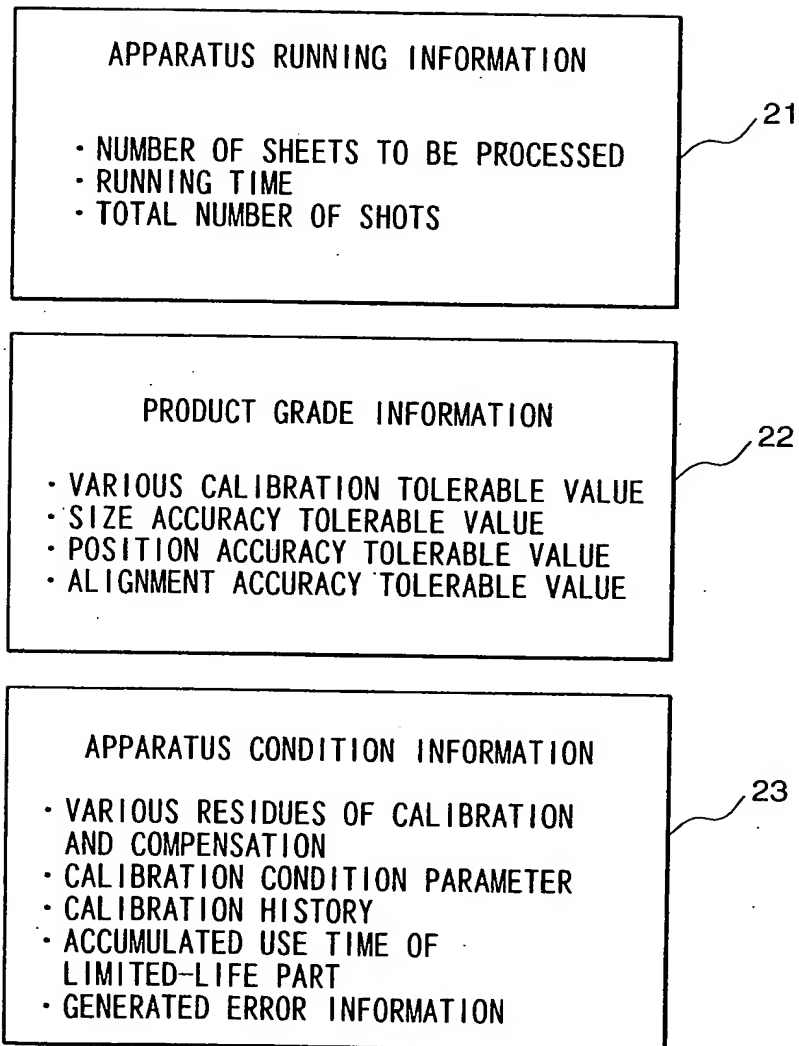 APPARATUS RUNNING INFORMATION
· NUMBER OF SHEETS TO BE PROCESSED
· RUNNING TIME
· TOTAL NUMBER OF SHOTS
21
PRODUCT GRADE INFORMATION
· VARIOUS CALIBRATION TOLERABLE VALUE
· SIZE ACCURACY TOLERABLE VALUE
· POSITION ACCURACY TOLERABLE VALUE
· ALIGNMENT ACCURACY TOLERABLE VALUE
22
APPARATUS CONDITION INFORMATION
· VARIOUS RESIDUES OF CALIBRATION
AND COMPENSATION
· CALIBRATION CONDITION PARAMETER
· CALIBRATION HISTORY
· ACCUMULATED USE TIME OF
LIMITED-LIFE PART
· GENERATED ERROR INFORMATION
23